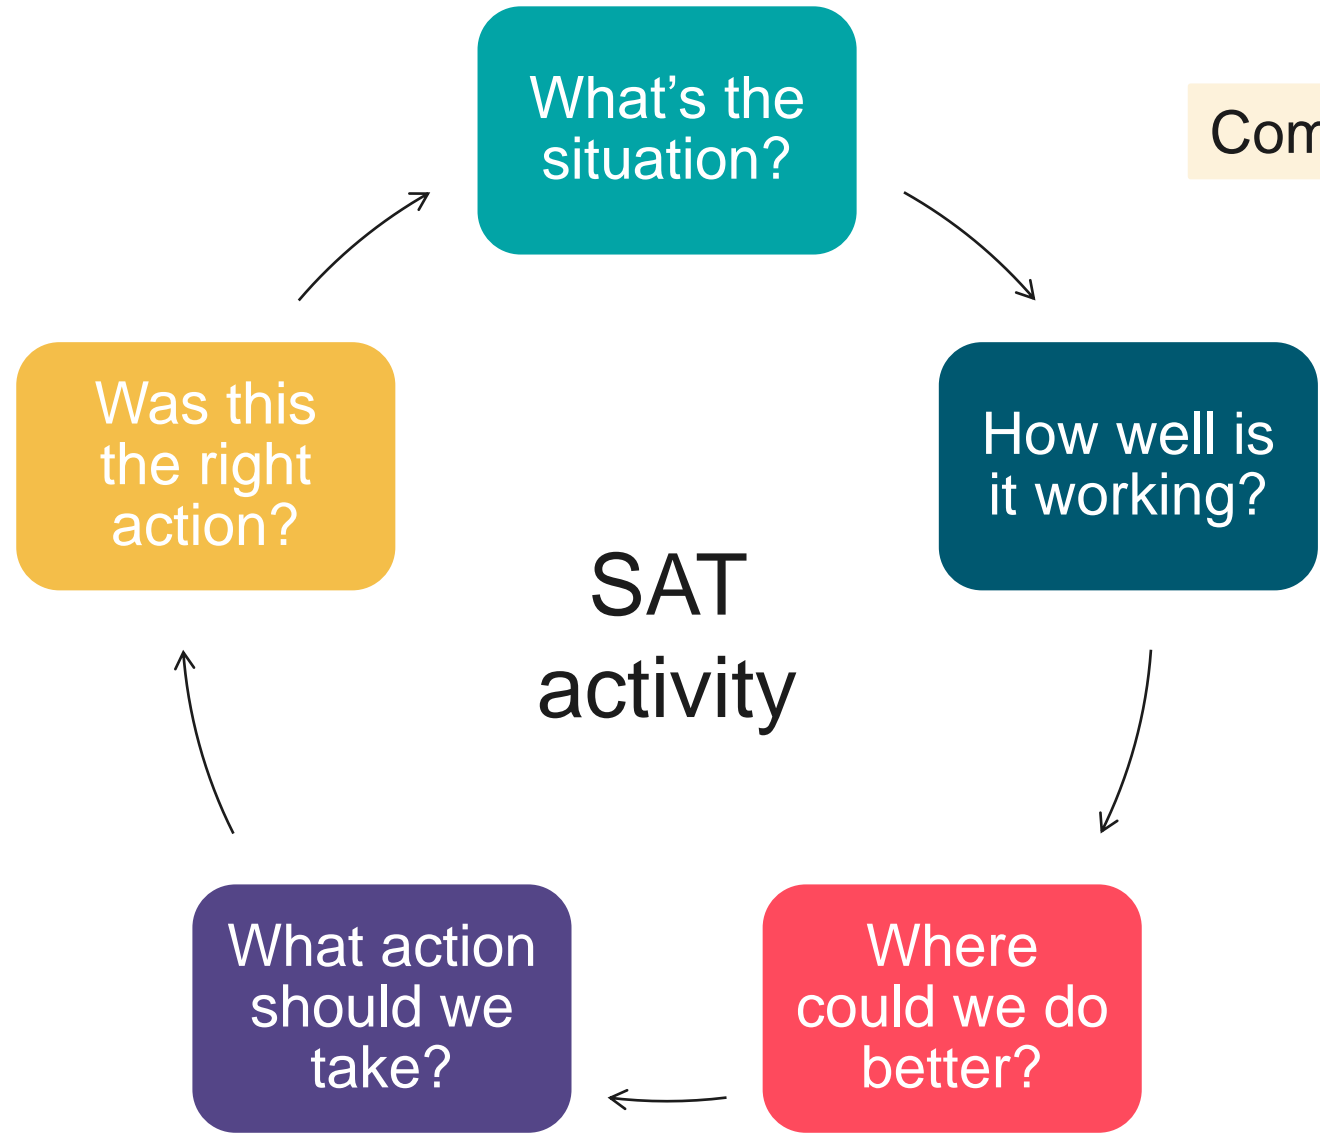 What’s the
situation?
How well is
it working?
Where
could we do
better?
What action
should we
take?
Was this
the right
action?
SAT
activity